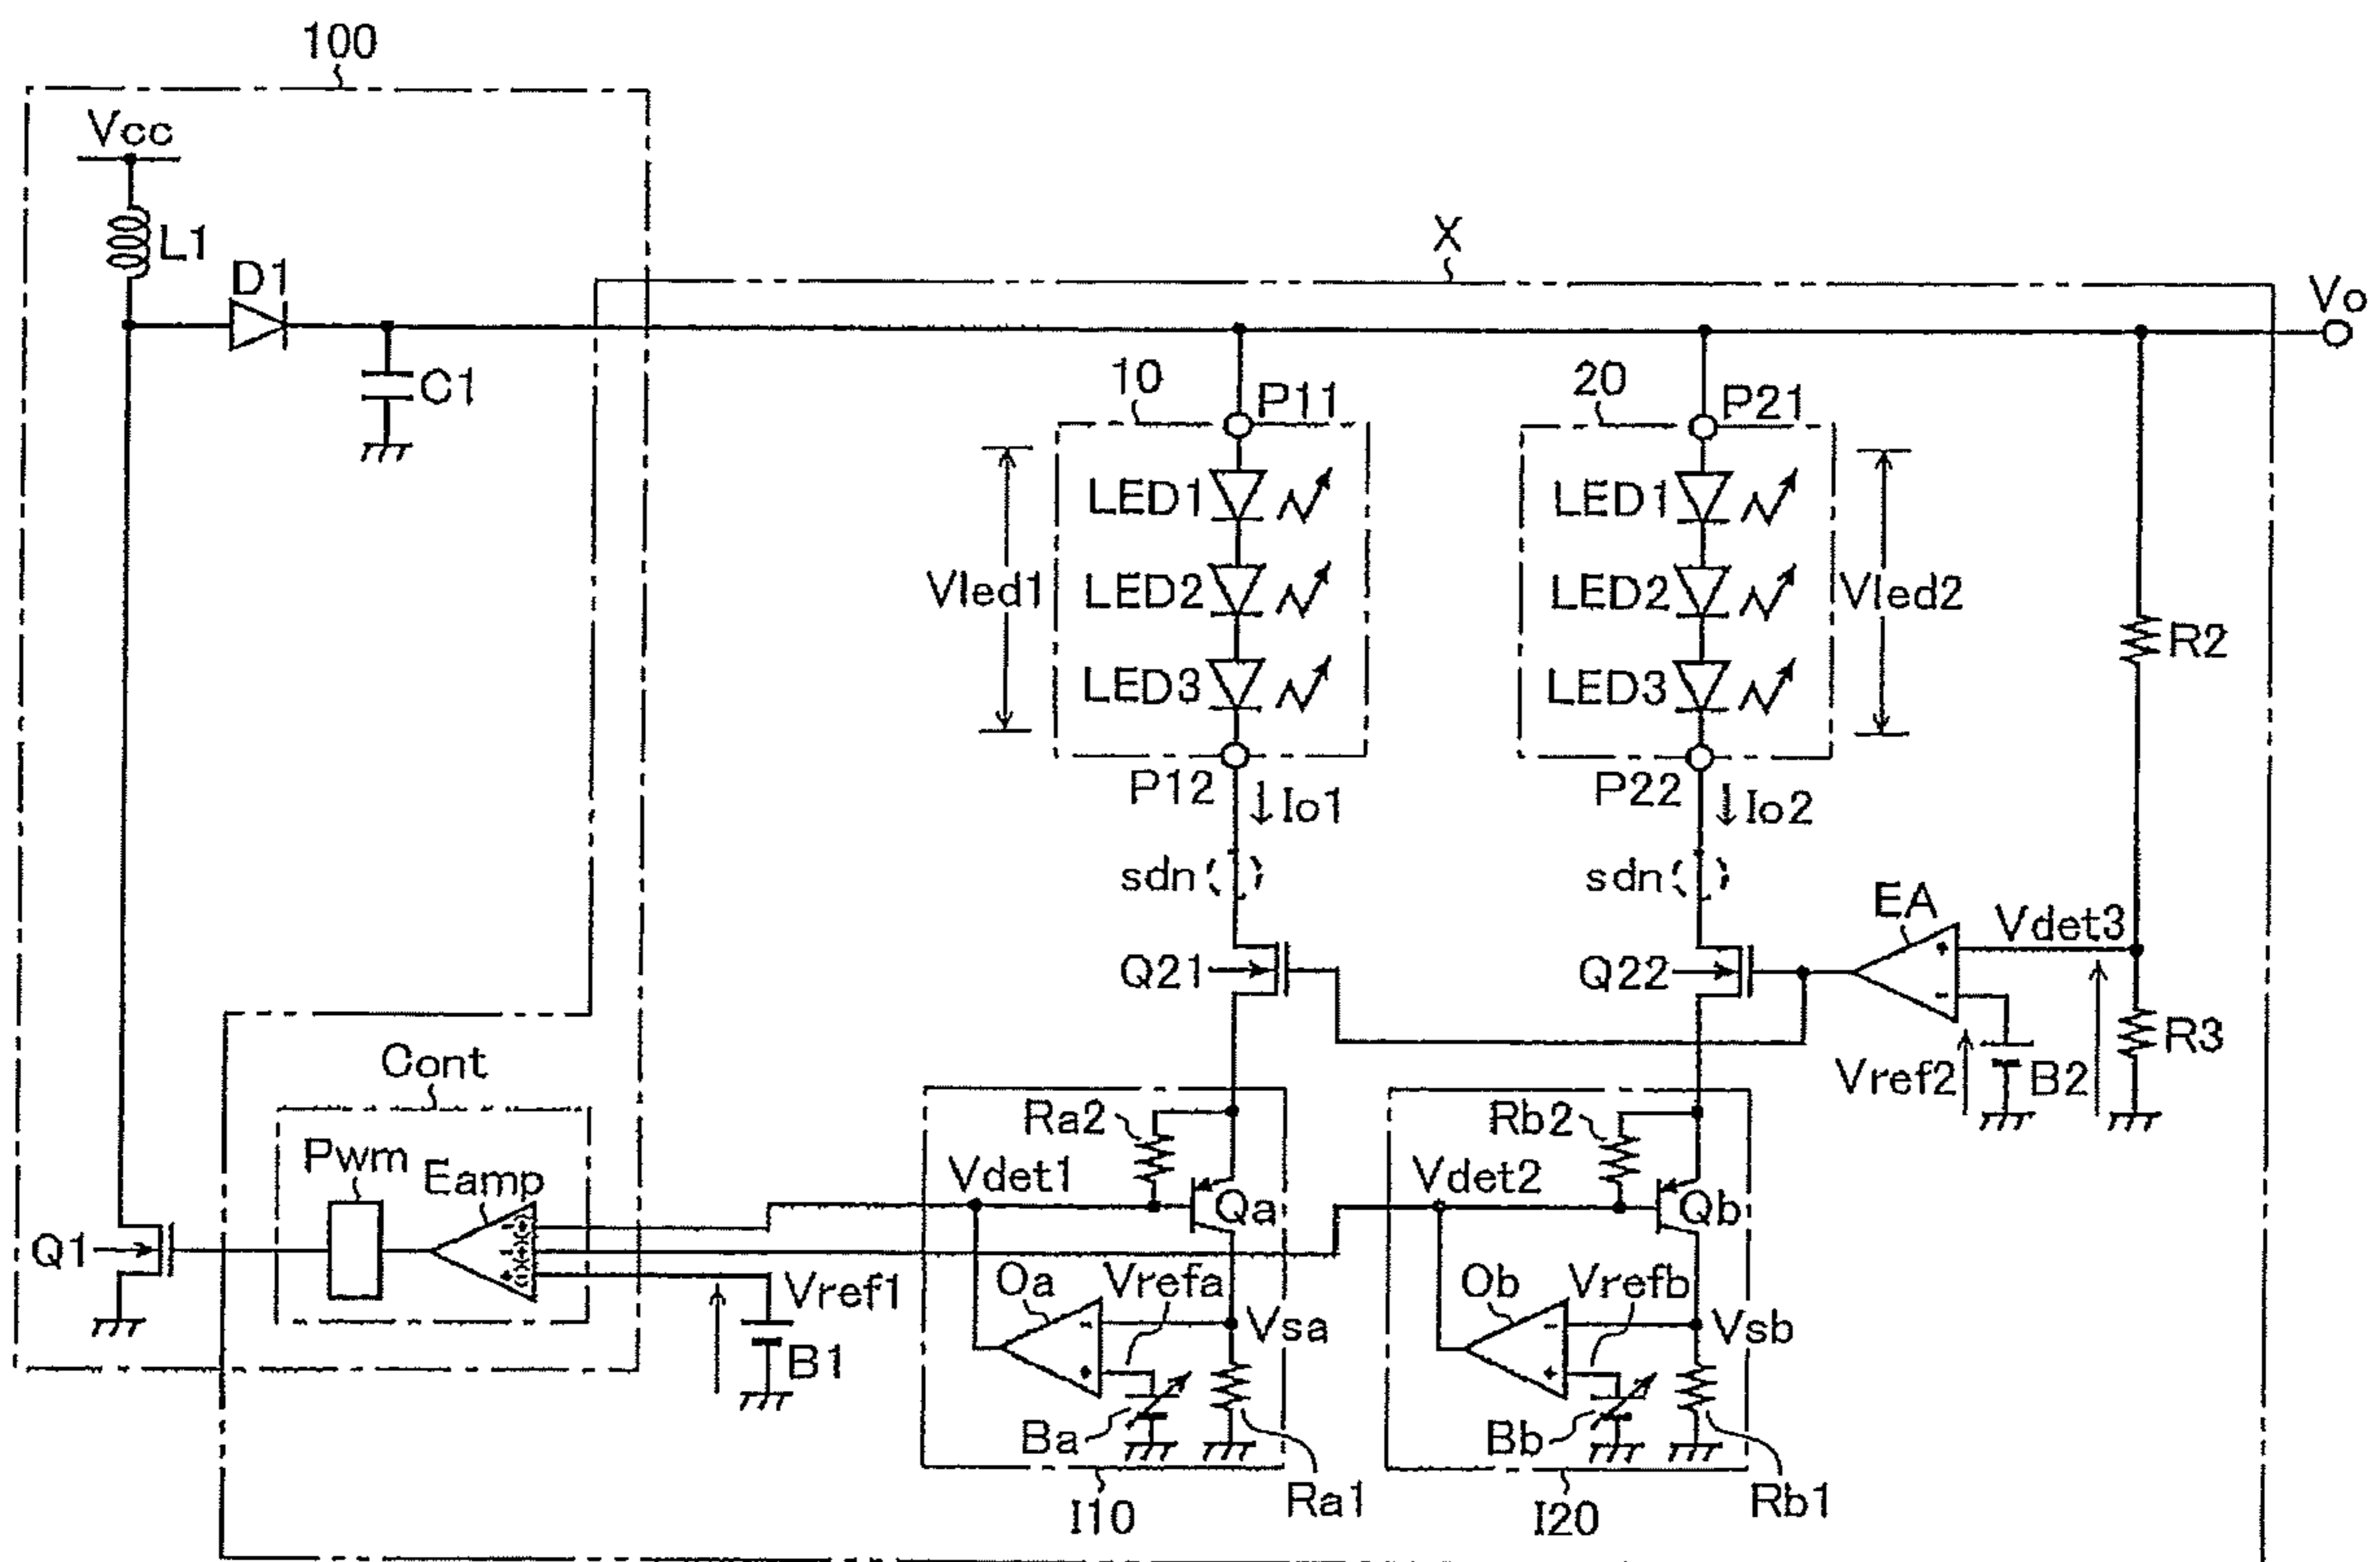 100
Vcc
L1
D1
C1
X
Vo
10
P11
LED1
LED2
LED3
Vled1
P12
Io1
sdn
Q21
20
P21
LED1
LED2
LED3
Vled2
P22
Io2
sdn
Q22
R2
EA
Vdet3
+
-
Vref2
B2
R3
Cont
Pwm
Eamp
Q1
Vref1
B1
Ra2
Vdet1
Qa
Oa
Vrefa
-
+
Vsa
Ba
Ra1
I10
Rb2
Vdet2
Qb
Ob
Vrefb
-
+
Vsb
Bb
Rb1
I20